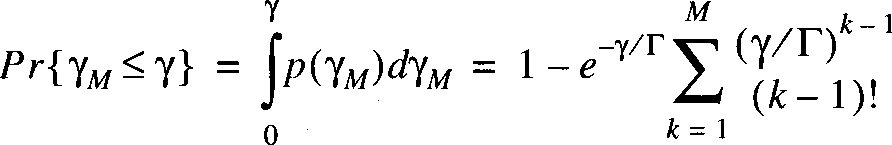 Pr{γ_M ≤ γ} = ∫_0^γ p(γ_M)dγ_M = 1 − e^{−γ/Γ} ∑_{k = 1}^{M} (γ/Γ)^{k − 1} / (k − 1)!